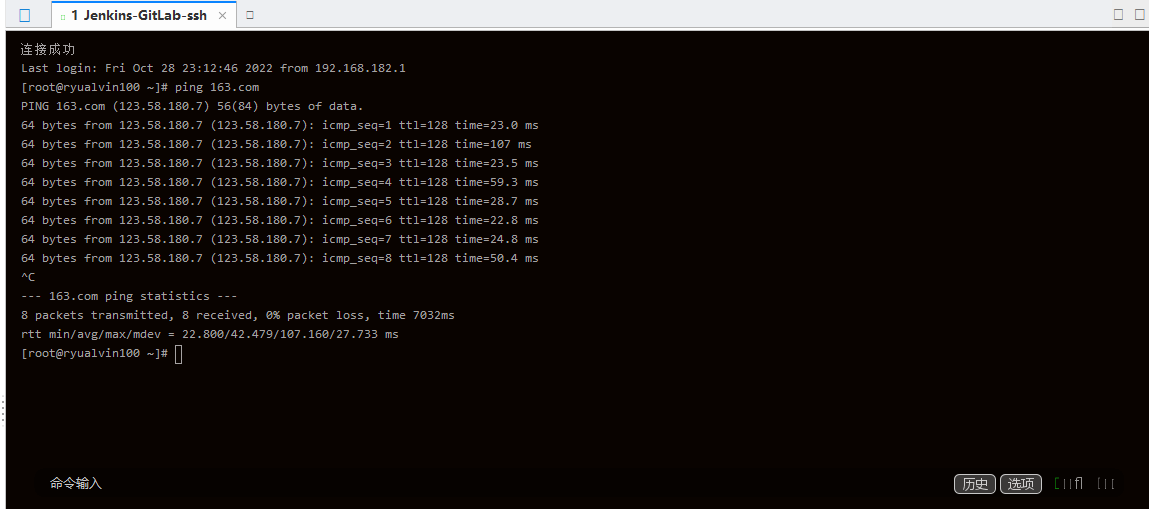 1 Jenkins-GitLab-ssh
连接成功
Last login: Fri Oct 28 23:12:46 2022 from 192.168.182.1
[root@ryualvin100 ~]# ping 163.com
PING 163.com (123.58.180.7) 56(84) bytes of data.
64 bytes from 123.58.180.7 (123.58.180.7): icmp_seq=1 ttl=128 time=23.0 ms
64 bytes from 123.58.180.7 (123.58.180.7): icmp_seq=2 ttl=128 time=107 ms
64 bytes from 123.58.180.7 (123.58.180.7): icmp_seq=3 ttl=128 time=23.5 ms
64 bytes from 123.58.180.7 (123.58.180.7): icmp_seq=4 ttl=128 time=59.3 ms
64 bytes from 123.58.180.7 (123.58.180.7): icmp_seq=5 ttl=128 time=28.7 ms
64 bytes from 123.58.180.7 (123.58.180.7): icmp_seq=6 ttl=128 time=22.8 ms
64 bytes from 123.58.180.7 (123.58.180.7): icmp_seq=7 ttl=128 time=24.8 ms
64 bytes from 123.58.180.7 (123.58.180.7): icmp_seq=8 ttl=128 time=50.4 ms
^C
--- 163.com ping statistics ---
8 packets transmitted, 8 received, 0% packet loss, time 7032ms
rtt min/avg/max/mdev = 22.800/42.479/107.160/27.733 ms
[root@ryualvin100 ~]#
命令输入 历史 选项